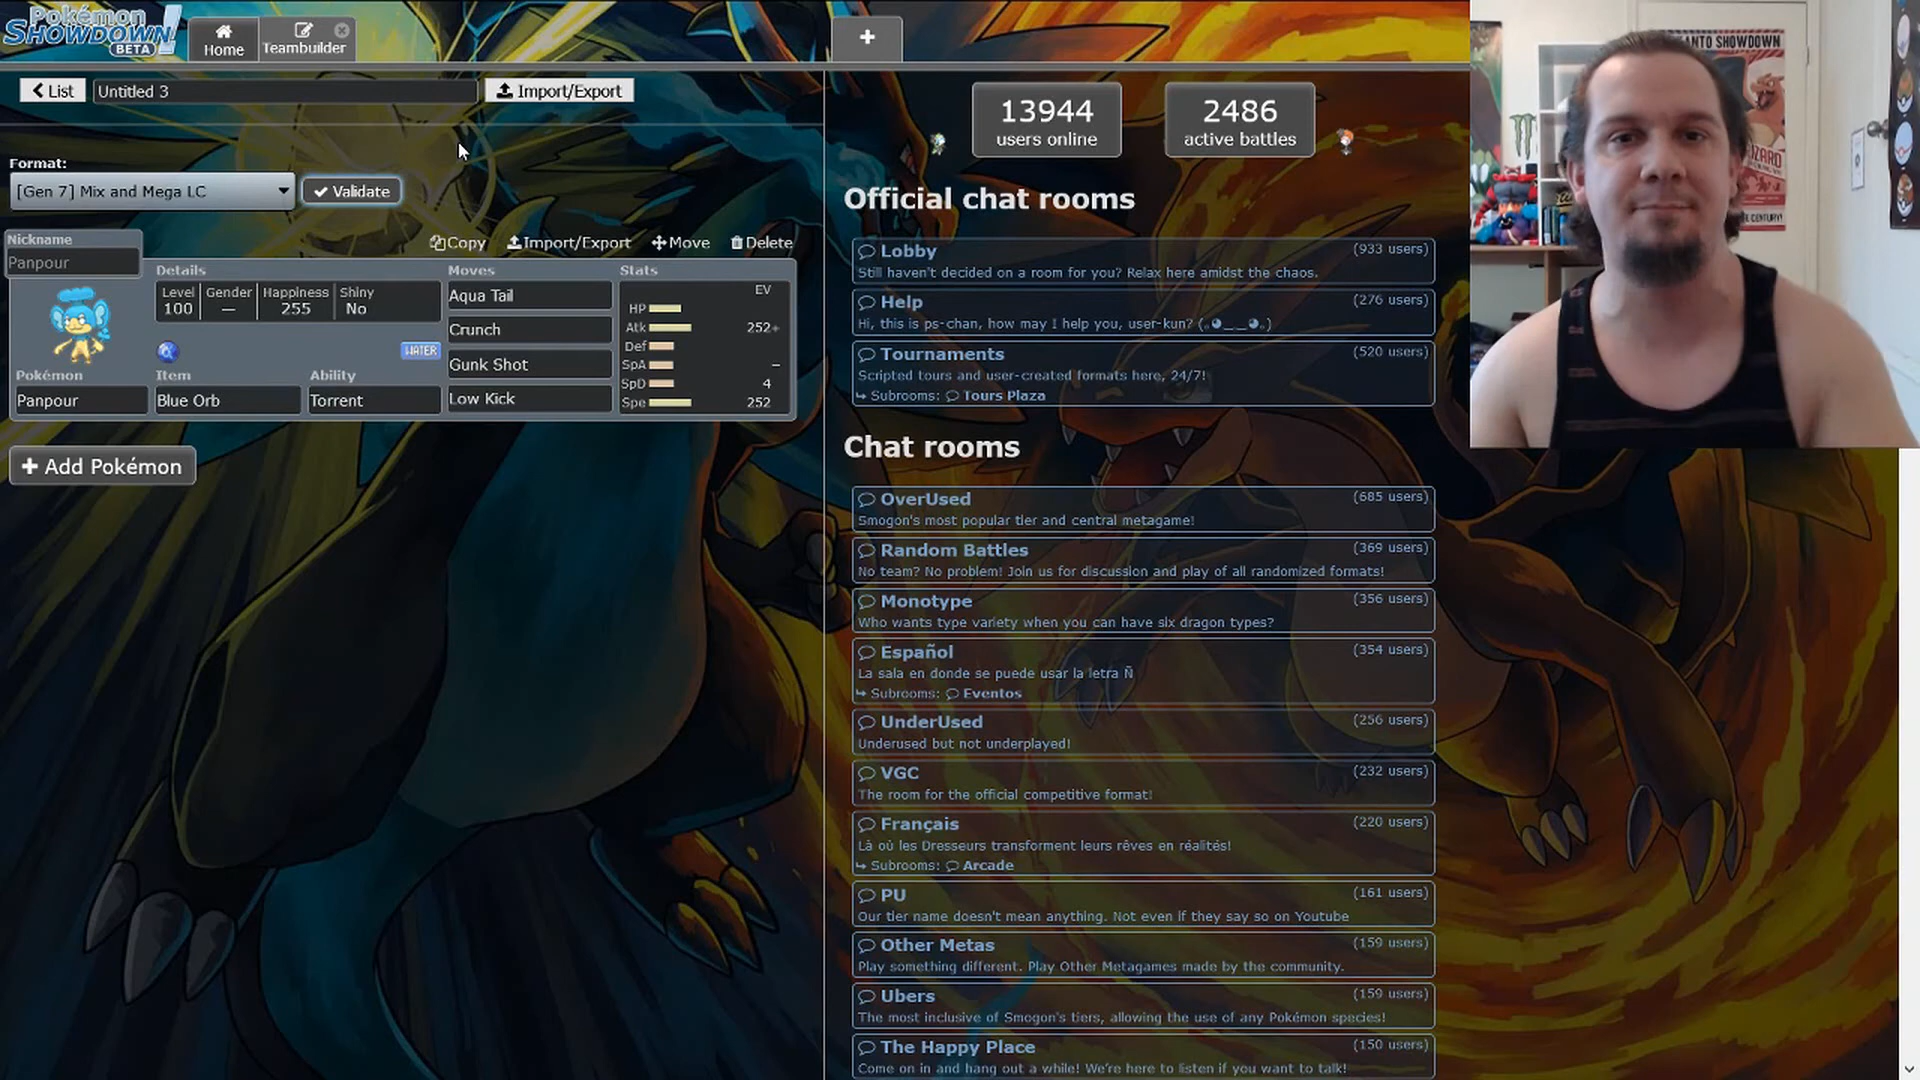 Pokémon
SHOWDOWN!
BETA
Home
Teambuilder
+
List
Untitled 3
Import/Export
Format:
[Gen 7] Mix and Mega LC
Validate
Copy
Import/Export
Move
Delete
Nickname
Panpour
Details
Level
100
Gender
—
Happiness
255
Shiny
No
WATER
Pokémon
Panpour
Item
Blue Orb
Ability
Torrent
Moves
Aqua Tail
Crunch
Gunk Shot
Low Kick
Stats
EV
HP
Atk 252+
Def
SpA –
SpD 4
Spe 252
+ Add Pokémon
13944
users online
2486
active battles
Official chat rooms
Lobby (933 users)
Still haven't decided on a room for you? Relax here amidst the chaos.
Help (276 users)
Hi, this is ps-chan, how may I help you, user-kun? (｡◕‿‿◕｡)
Tournaments (520 users)
Scripted tours and user-created formats here, 24/7!
↳ Subrooms: Tours Plaza
Chat rooms
OverUsed (685 users)
Smogon's most popular tier and central metagame!
Random Battles (369 users)
No team? No problem! Join us for discussion and play of all randomized formats!
Monotype (356 users)
Who wants type variety when you can have six dragon types?
Español (354 users)
La sala en donde se puede usar la letra Ñ
↳ Subrooms: Eventos
UnderUsed (256 users)
Underused but not underplayed!
VGC (232 users)
The room for the official competitive format!
Français (220 users)
Là où les Dresseurs transforment leurs rêves en réalités!
↳ Subrooms: Arcade
PU (161 users)
Our tier name doesn't mean anything. Not even if they say so on Youtube
Other Metas (159 users)
Play something different. Play Other Metagames made by the community.
Ubers (159 users)
The most inclusive of Smogon's tiers, allowing the use of any Pokémon species!
The Happy Place (150 users)
Come on in and hang out a while! We're here to listen if you want to talk!
ANTO SHOWDOWN
IZARD
E CENTURY!